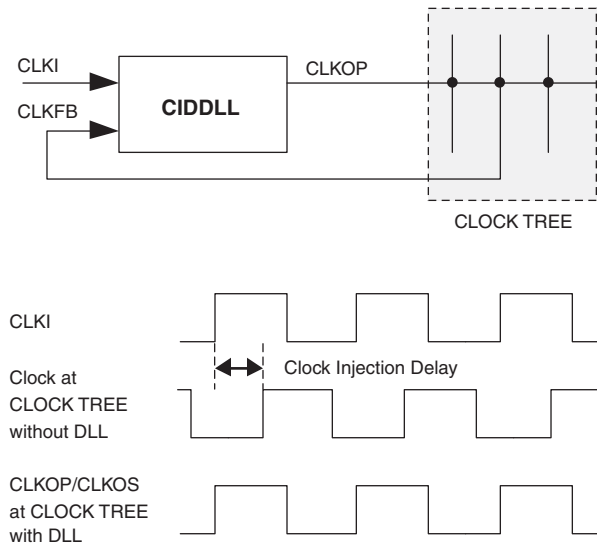 CLKI
CLKOP
CLKFB
CIDDLL
CLOCK TREE
CLKI
Clock Injection Delay
Clock at
CLOCK TREE
without DLL
CLKOP/CLKOS
at CLOCK TREE
with DLL